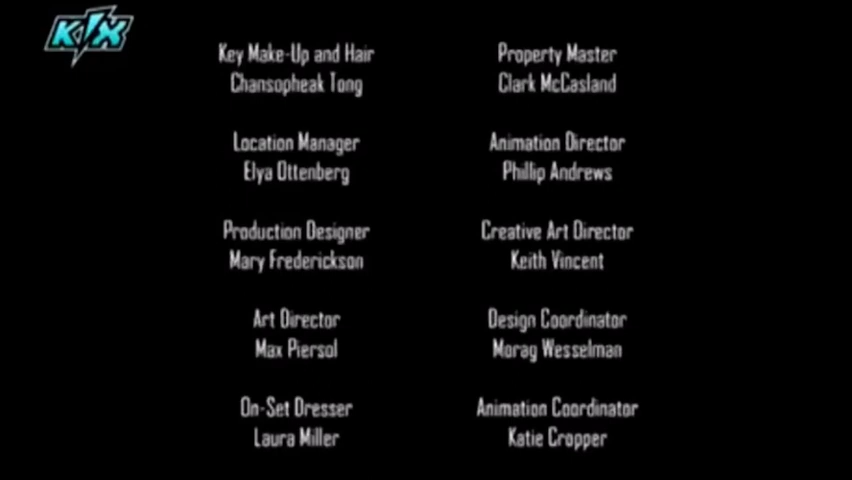 KIX
Key Make-Up and Hair
Chansopheak Tong
Location Manager
Elya Ottenberg
Production Designer
Mary Frederickson
Art Director
Max Piersol
On-Set Dresser
Laura Miller
Property Master
Clark McCasland
Animation Director
Phillip Andrews
Creative Art Director
Keith Vincent
Design Coordinator
Morag Wesselman
Animation Coordinator
Katie Cropper